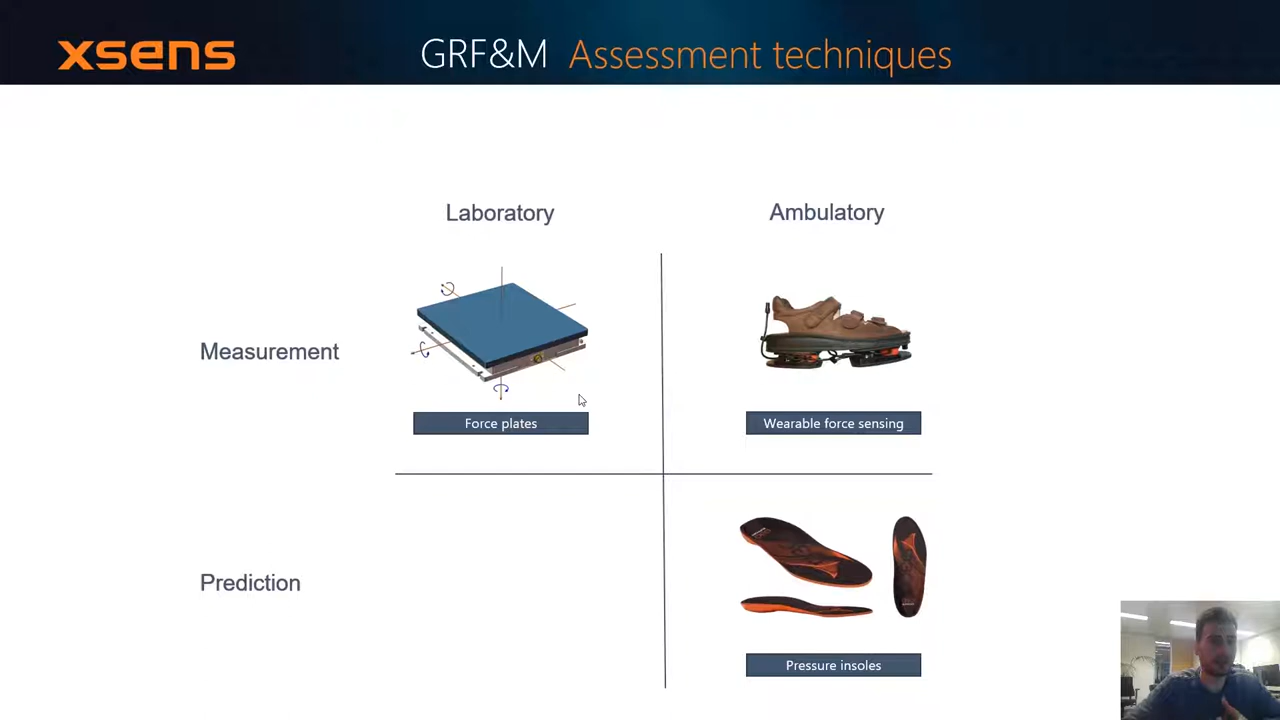 xsens
GRF&M Assessment techniques
Laboratory
Ambulatory
Measurement
Force plates
Wearable force sensing
Prediction
Pressure insoles